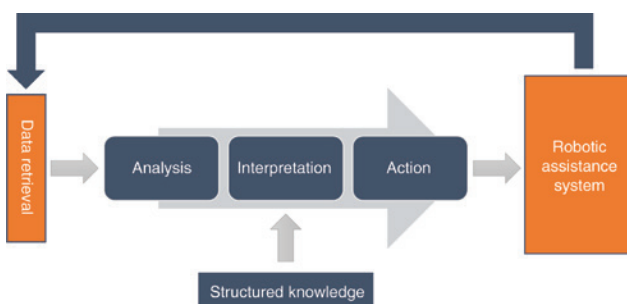 Data retrieval
Analysis
Interpretation
Action
Robotic
assistance
system
Structured knowledge